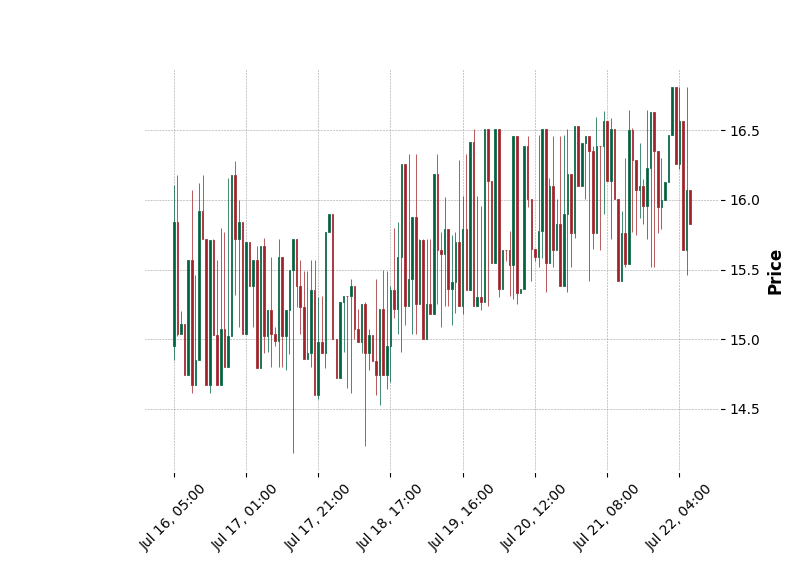 16.5
16.0
15.5
15.0
14.5
Price
Jul 16, 05:00
Jul 17, 01:00
Jul 17, 21:00
Jul 18, 17:00
Jul 19, 16:00
Jul 20, 12:00
Jul 21, 08:00
Jul 22, 04:00